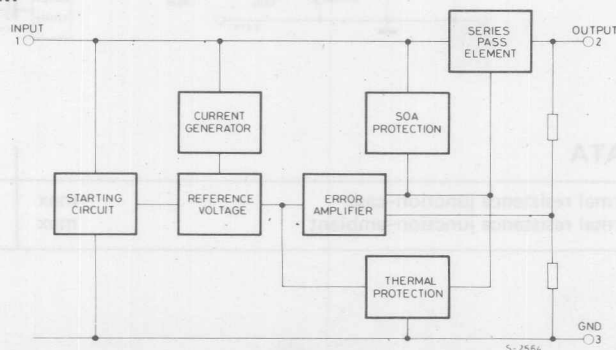 INPUT
1
OUTPUT
2
SERIES
PASS
ELEMENT
CURRENT
GENERATOR
SOA
PROTECTION
STARTING
CIRCUIT
REFERENCE
VOLTAGE
ERROR
AMPLIFIER
THERMAL
PROTECTION
GND
3
S-2564